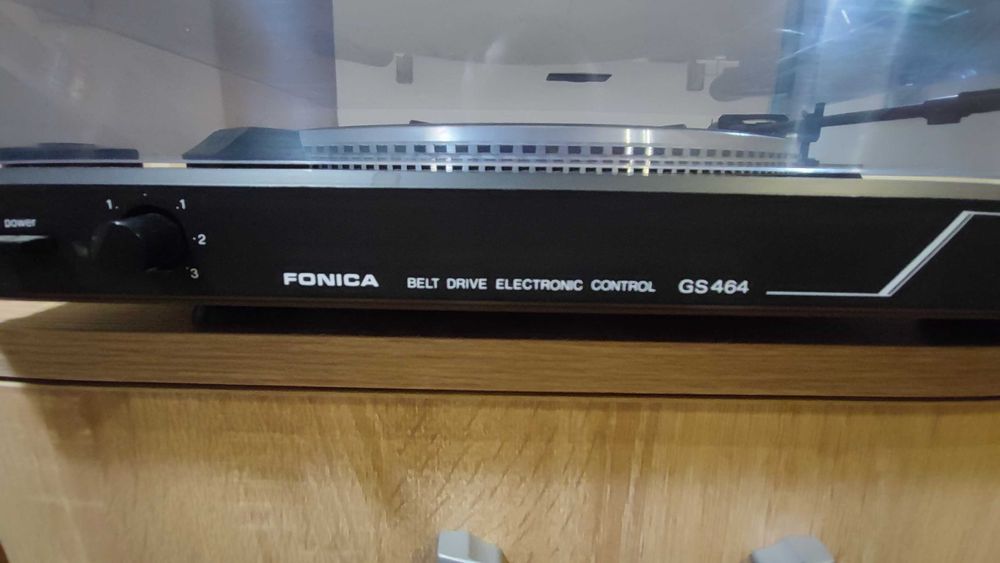 power
1. .1
·2
·3
FONICA BELT DRIVE ELECTRONIC CONTROL GS464